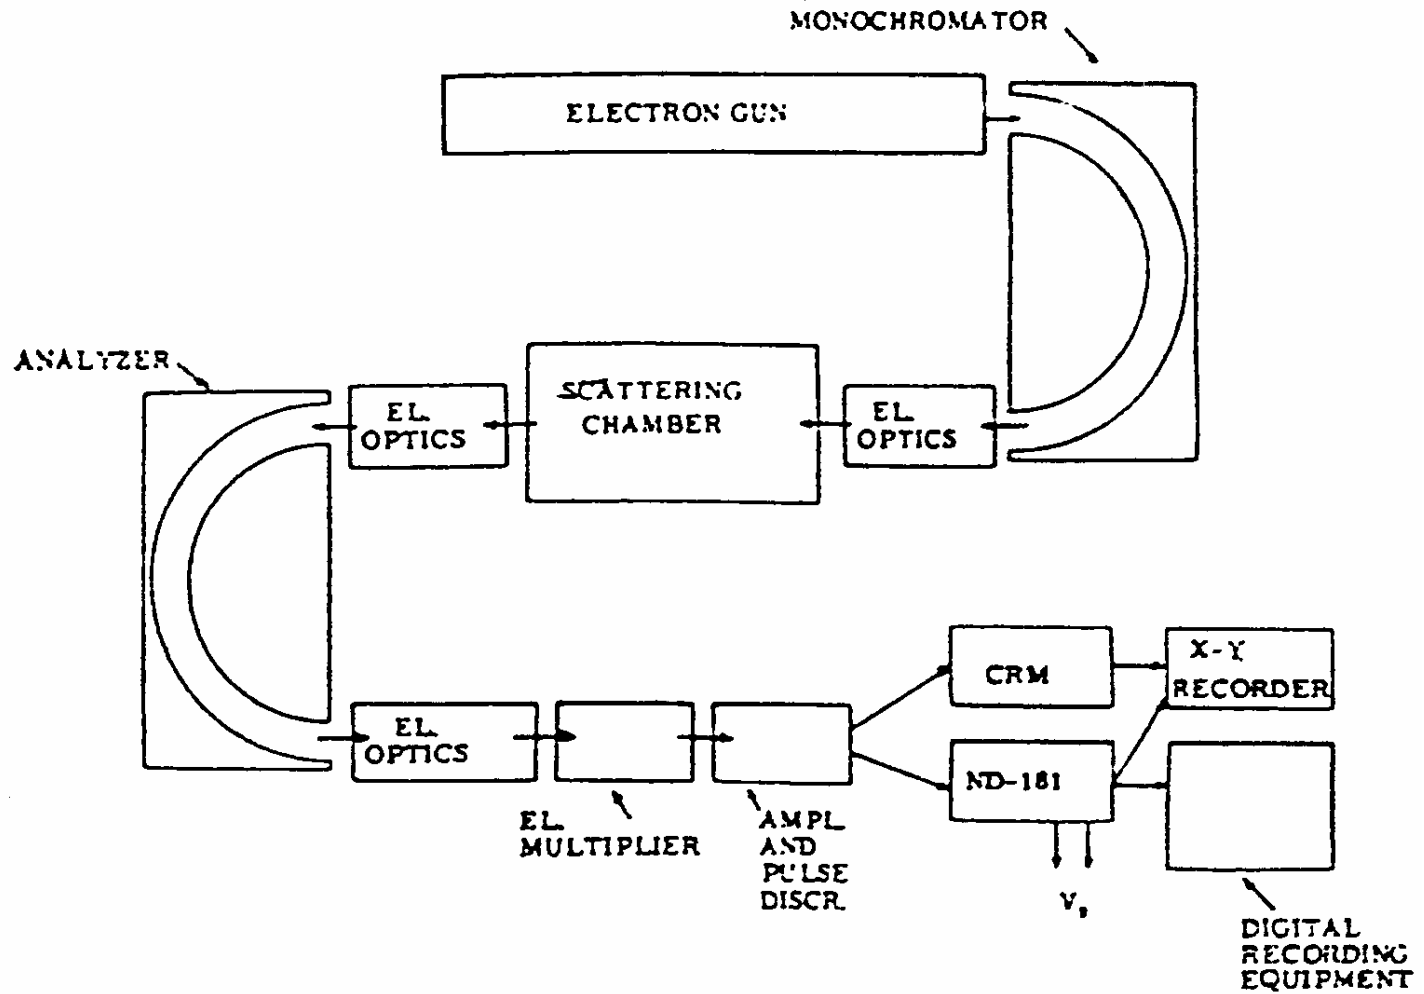 MONOCHROMATOR
ELECTRON GUN
ANALYZER
SCATTERING
CHAMBER
EL.
OPTICS
EL.
OPTICS
CRM
X-Y
RECORDER
EL.
OPTICS
ND-181
EL.
MULTIPLIER
AMPL.
AND
PULSE
DISCR.
DIGITAL
RECORDING
EQUIPMENT